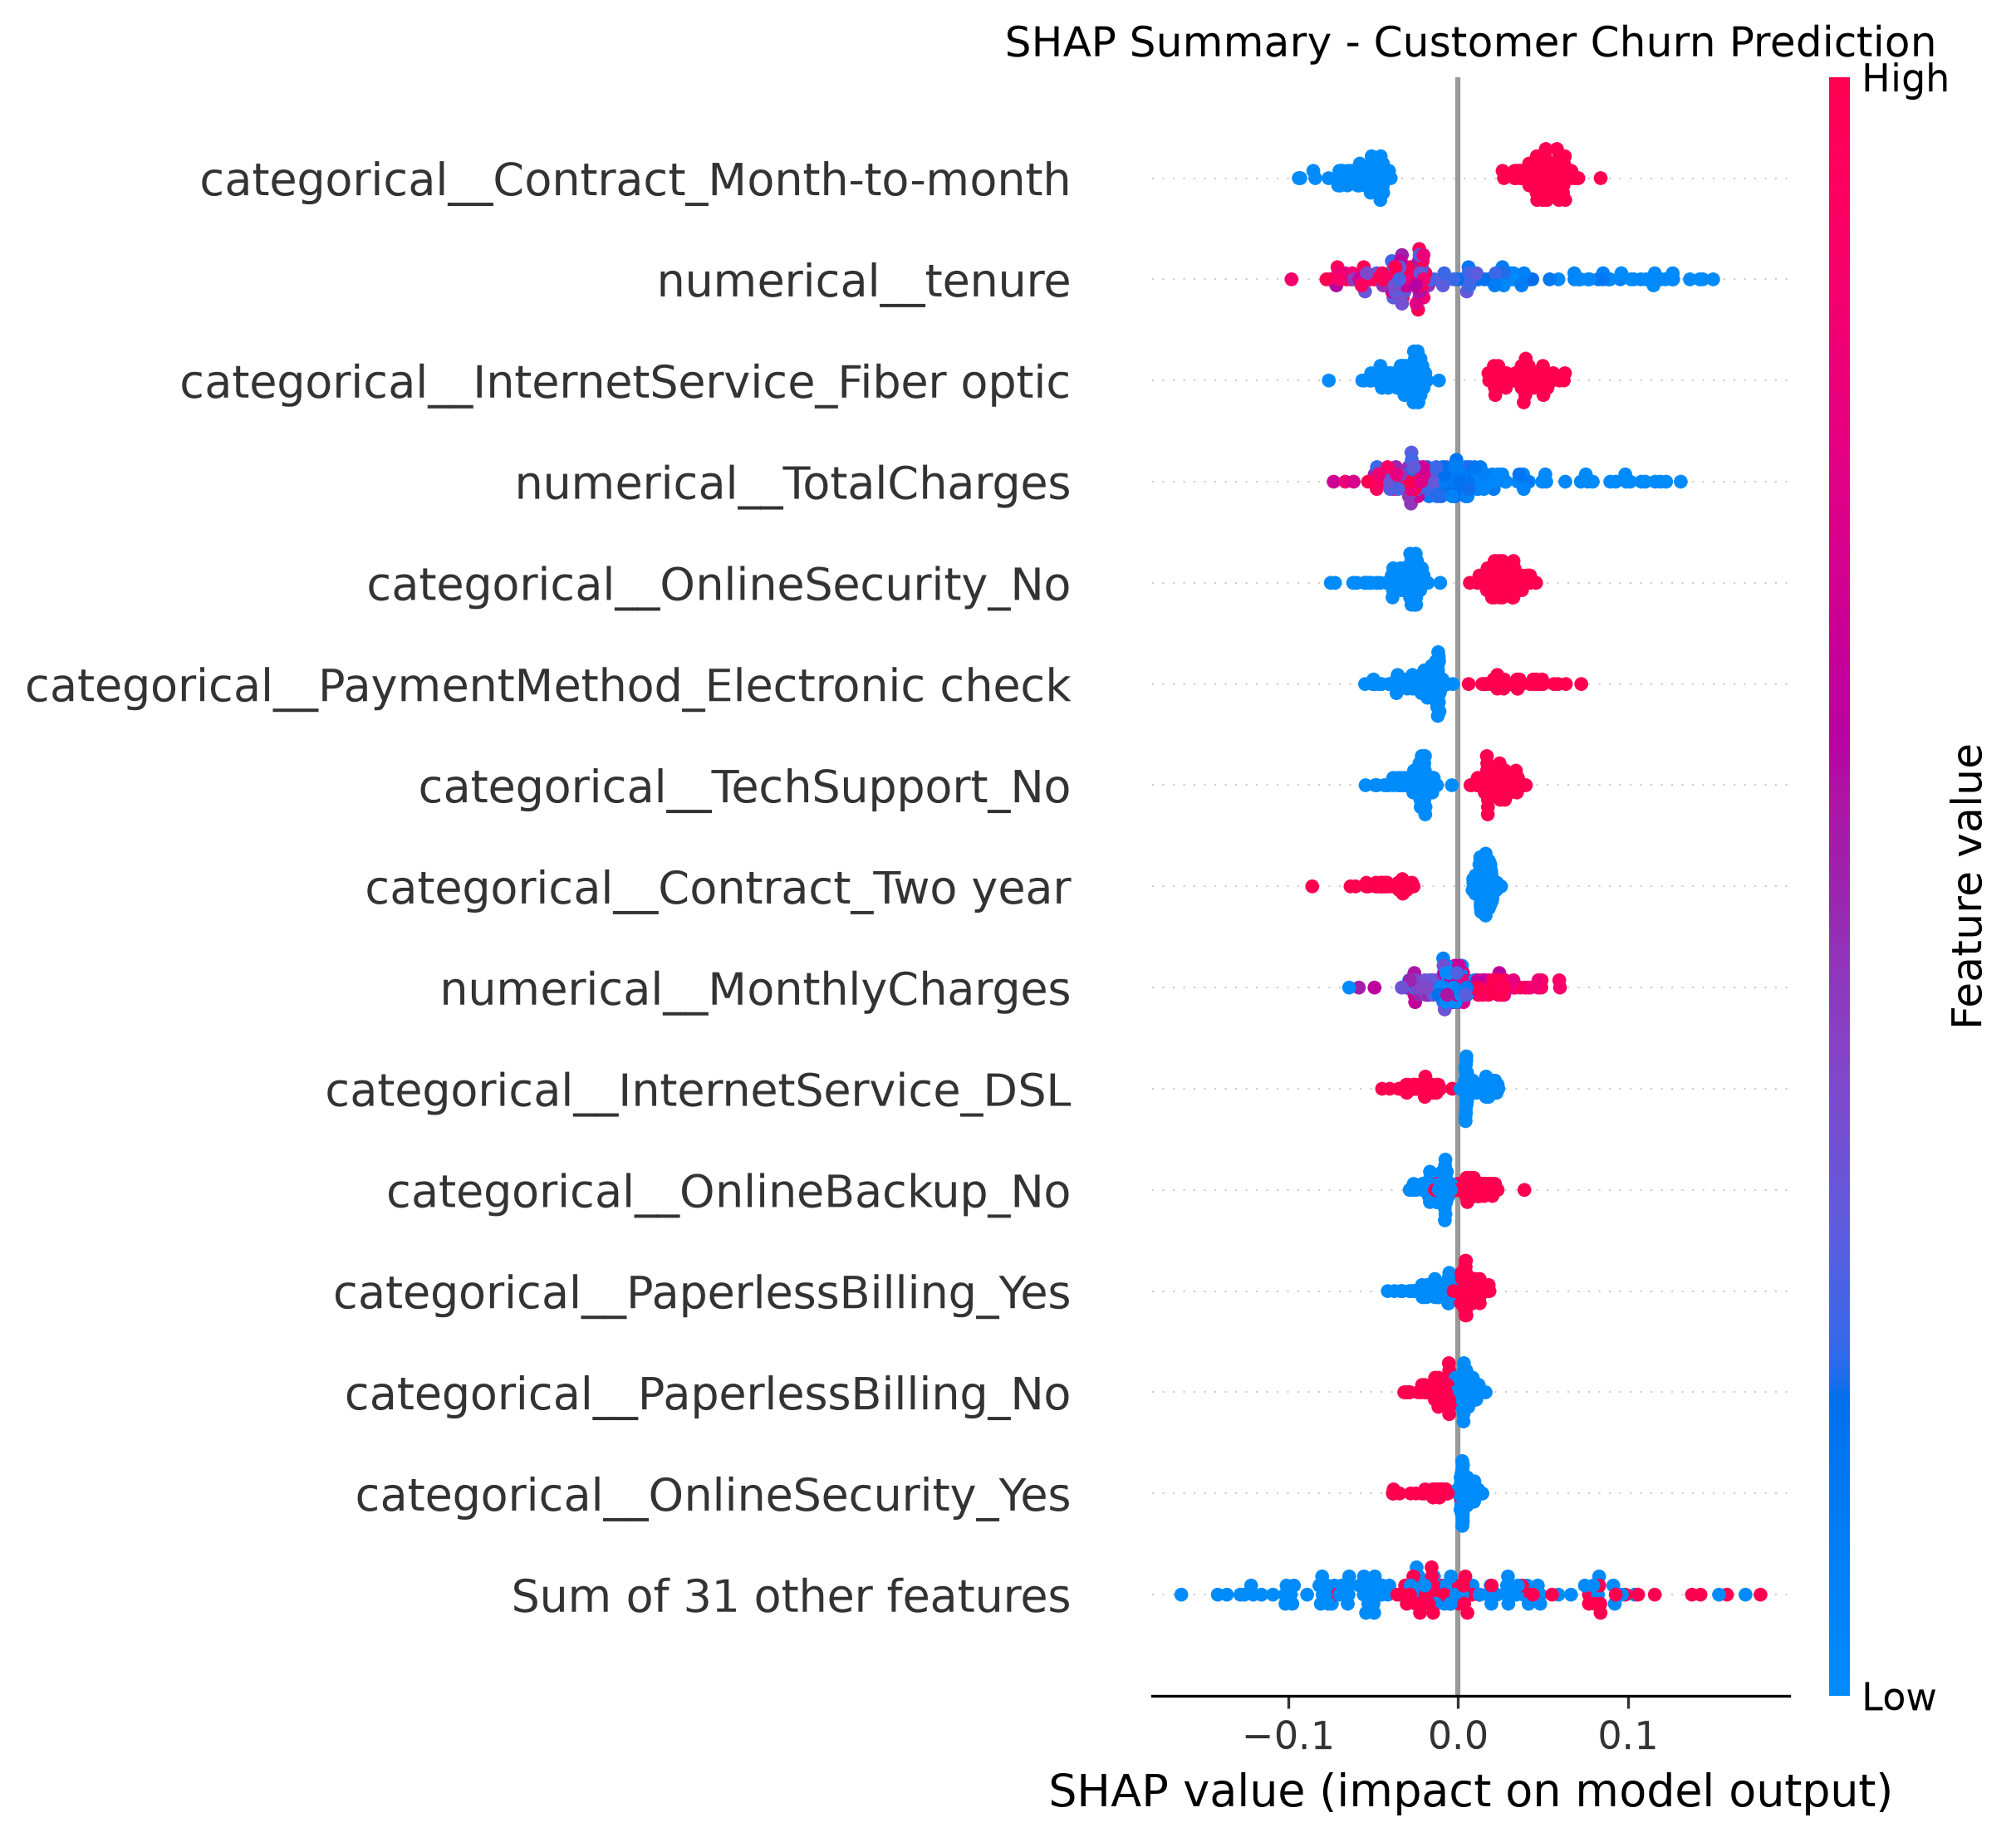 SHAP Summary - Customer Churn Prediction
High
categorical__Contract_Month-to-month
numerical__tenure
categorical__InternetService_Fiber optic
numerical__TotalCharges
categorical__OnlineSecurity_No
categorical__PaymentMethod_Electronic check
categorical__TechSupport_No
categorical__Contract_Two year
numerical__MonthlyCharges
categorical__InternetService_DSL
categorical__OnlineBackup_No
categorical__PaperlessBilling_Yes
categorical__PaperlessBilling_No
categorical__OnlineSecurity_Yes
Sum of 31 other features
Feature value
Low
−0.1 0.0 0.1
SHAP value (impact on model output)